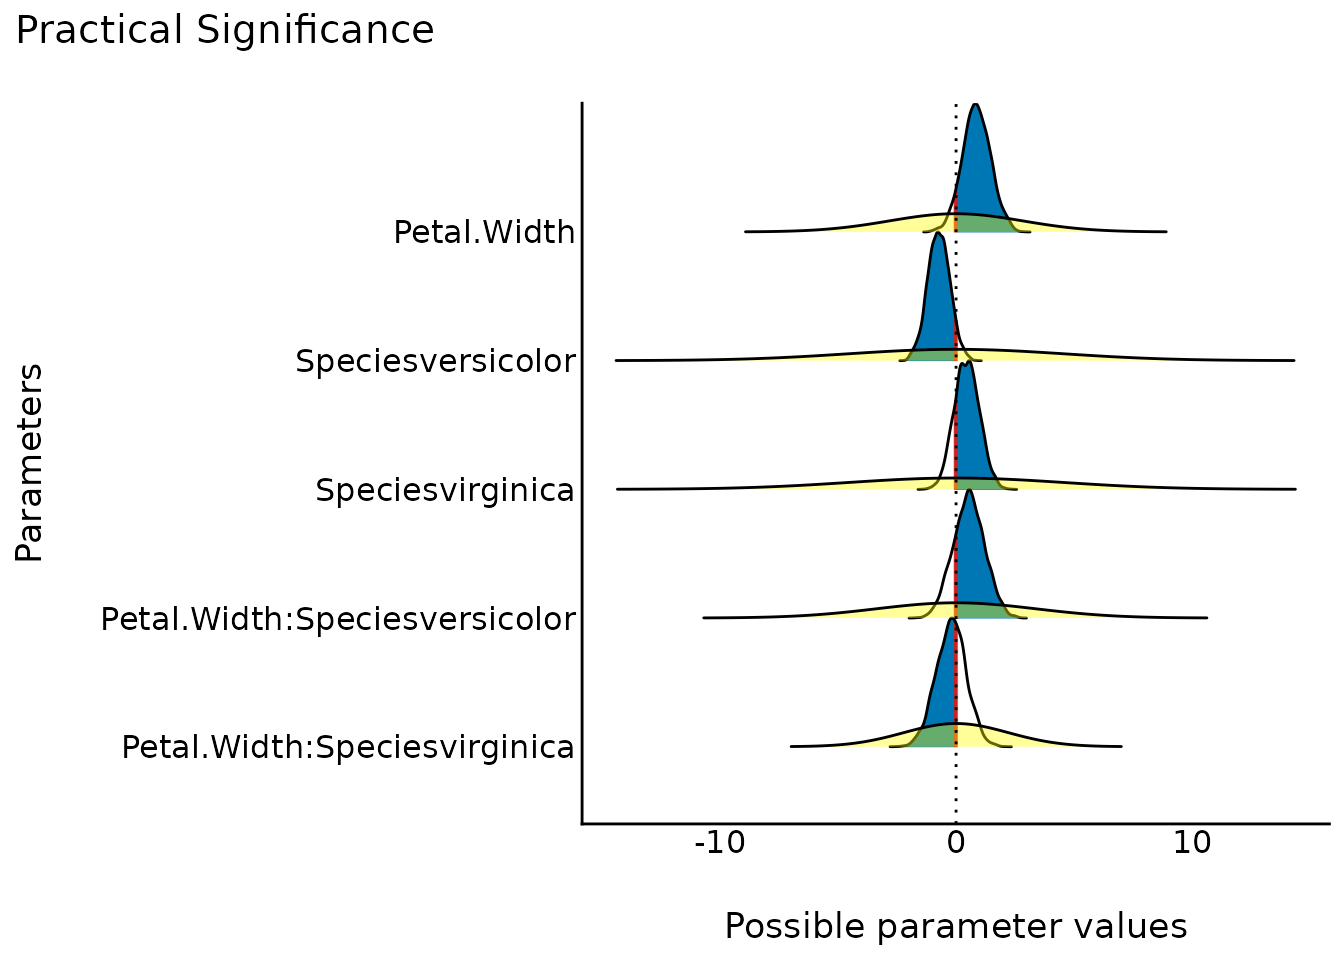 Practical Significance
Petal.Width
Speciesversicolor
Speciesvirginica
Petal.Width:Speciesversicolor
Petal.Width:Speciesvirginica
Parameters
-10 0 10
Possible parameter values